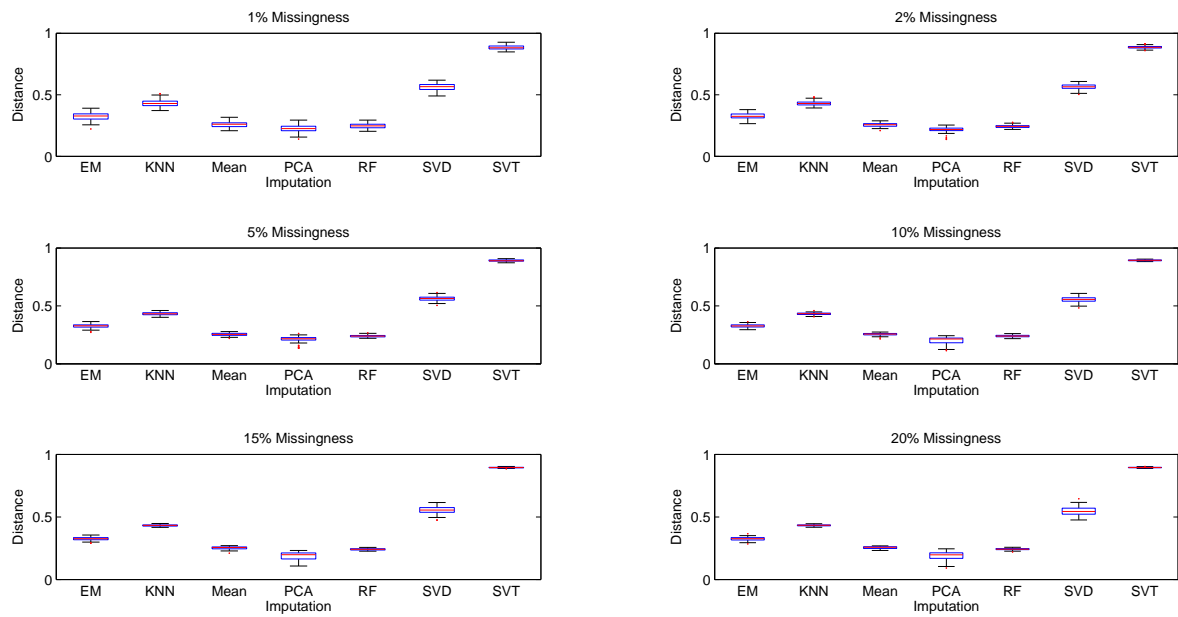 1% Missingness
1
0.5
0
Distance
EM KNN Mean PCA RF SVD SVT
Imputation
2% Missingness
1
0.5
0
Distance
EM KNN Mean PCA RF SVD SVT
Imputation
5% Missingness
1
0.5
0
Distance
EM KNN Mean PCA RF SVD SVT
Imputation
10% Missingness
1
0.5
0
Distance
EM KNN Mean PCA RF SVD SVT
Imputation
15% Missingness
1
0.5
0
Distance
EM KNN Mean PCA RF SVD SVT
Imputation
20% Missingness
1
0.5
0
Distance
EM KNN Mean PCA RF SVD SVT
Imputation